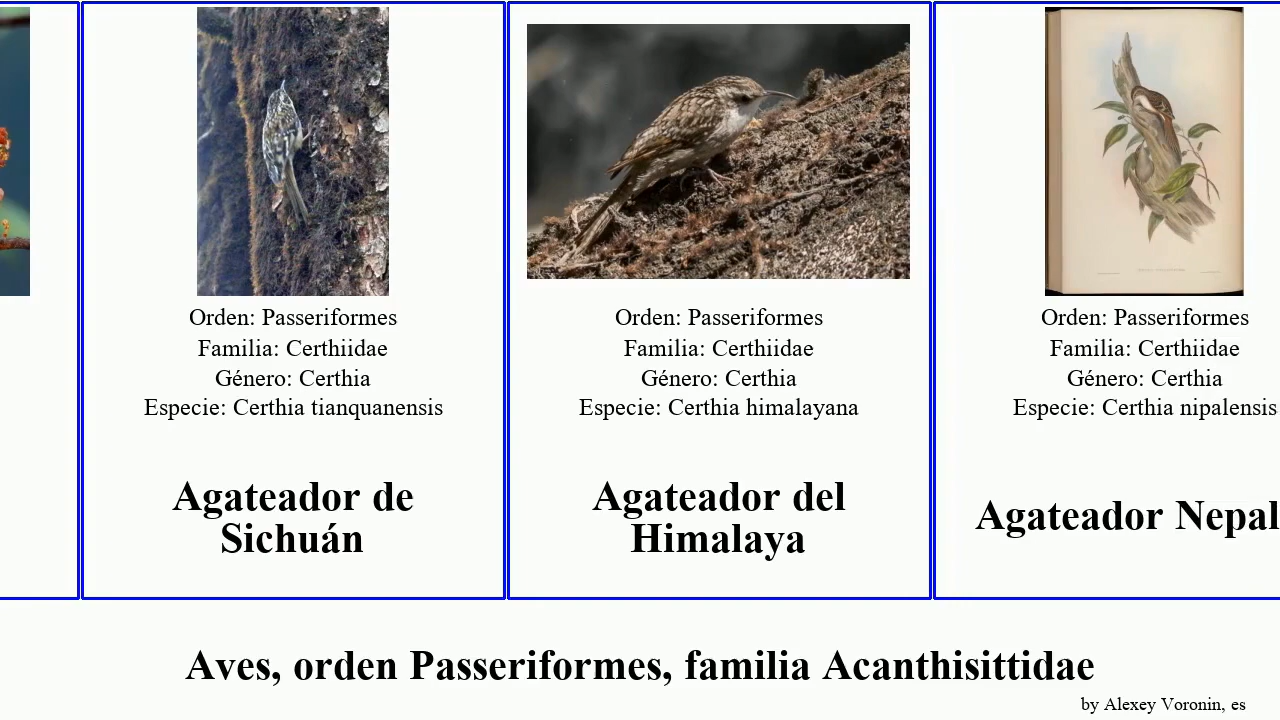 Orden: Passeriformes
Familia: Certhiidae
Género: Certhia
Especie: Certhia tianquanensis
Agateador de
Sichuán
Orden: Passeriformes
Familia: Certhiidae
Género: Certhia
Especie: Certhia himalayana
Agateador del
Himalaya
Orden: Passeriformes
Familia: Certhiidae
Género: Certhia
Especie: Certhia nipalensis
Agateador Nepal
Aves, orden Passeriformes, familia Acanthisittidae
by Alexey Voronin, es